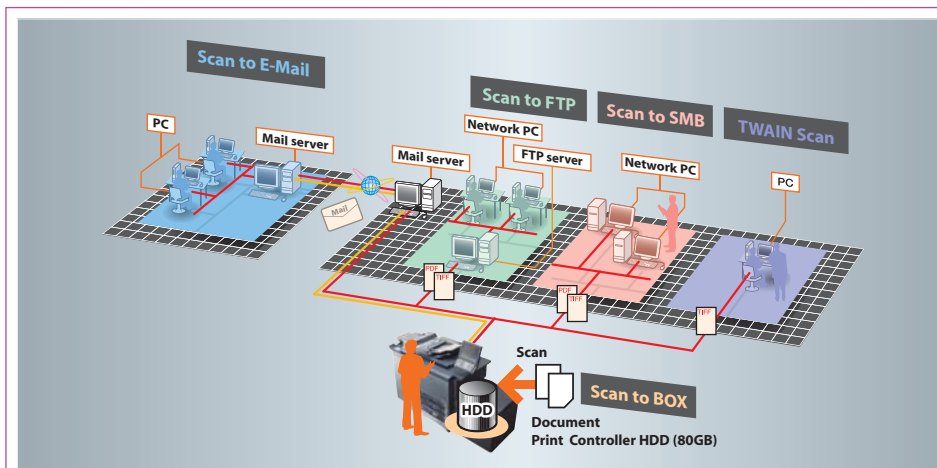 Scan to E-Mail
Scan to FTP
Scan to SMB
TWAIN Scan
PC
Mail server
Mail server
Network PC
FTP server
Network PC
PC
Mail
PDF
TIFF
PDF
TIFF
TIFF
Scan
HDD
Scan to BOX
Document
Print Controller HDD (80GB)